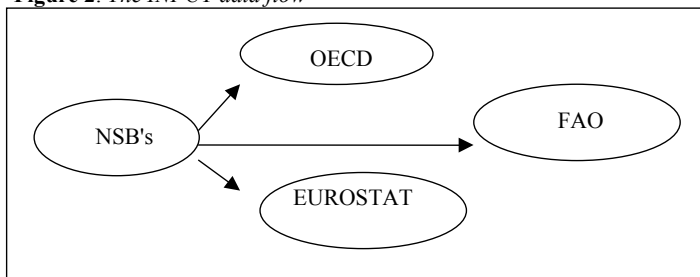 Figure 2. The INPUT data flow
OECD
NSB's
FAO
EUROSTAT